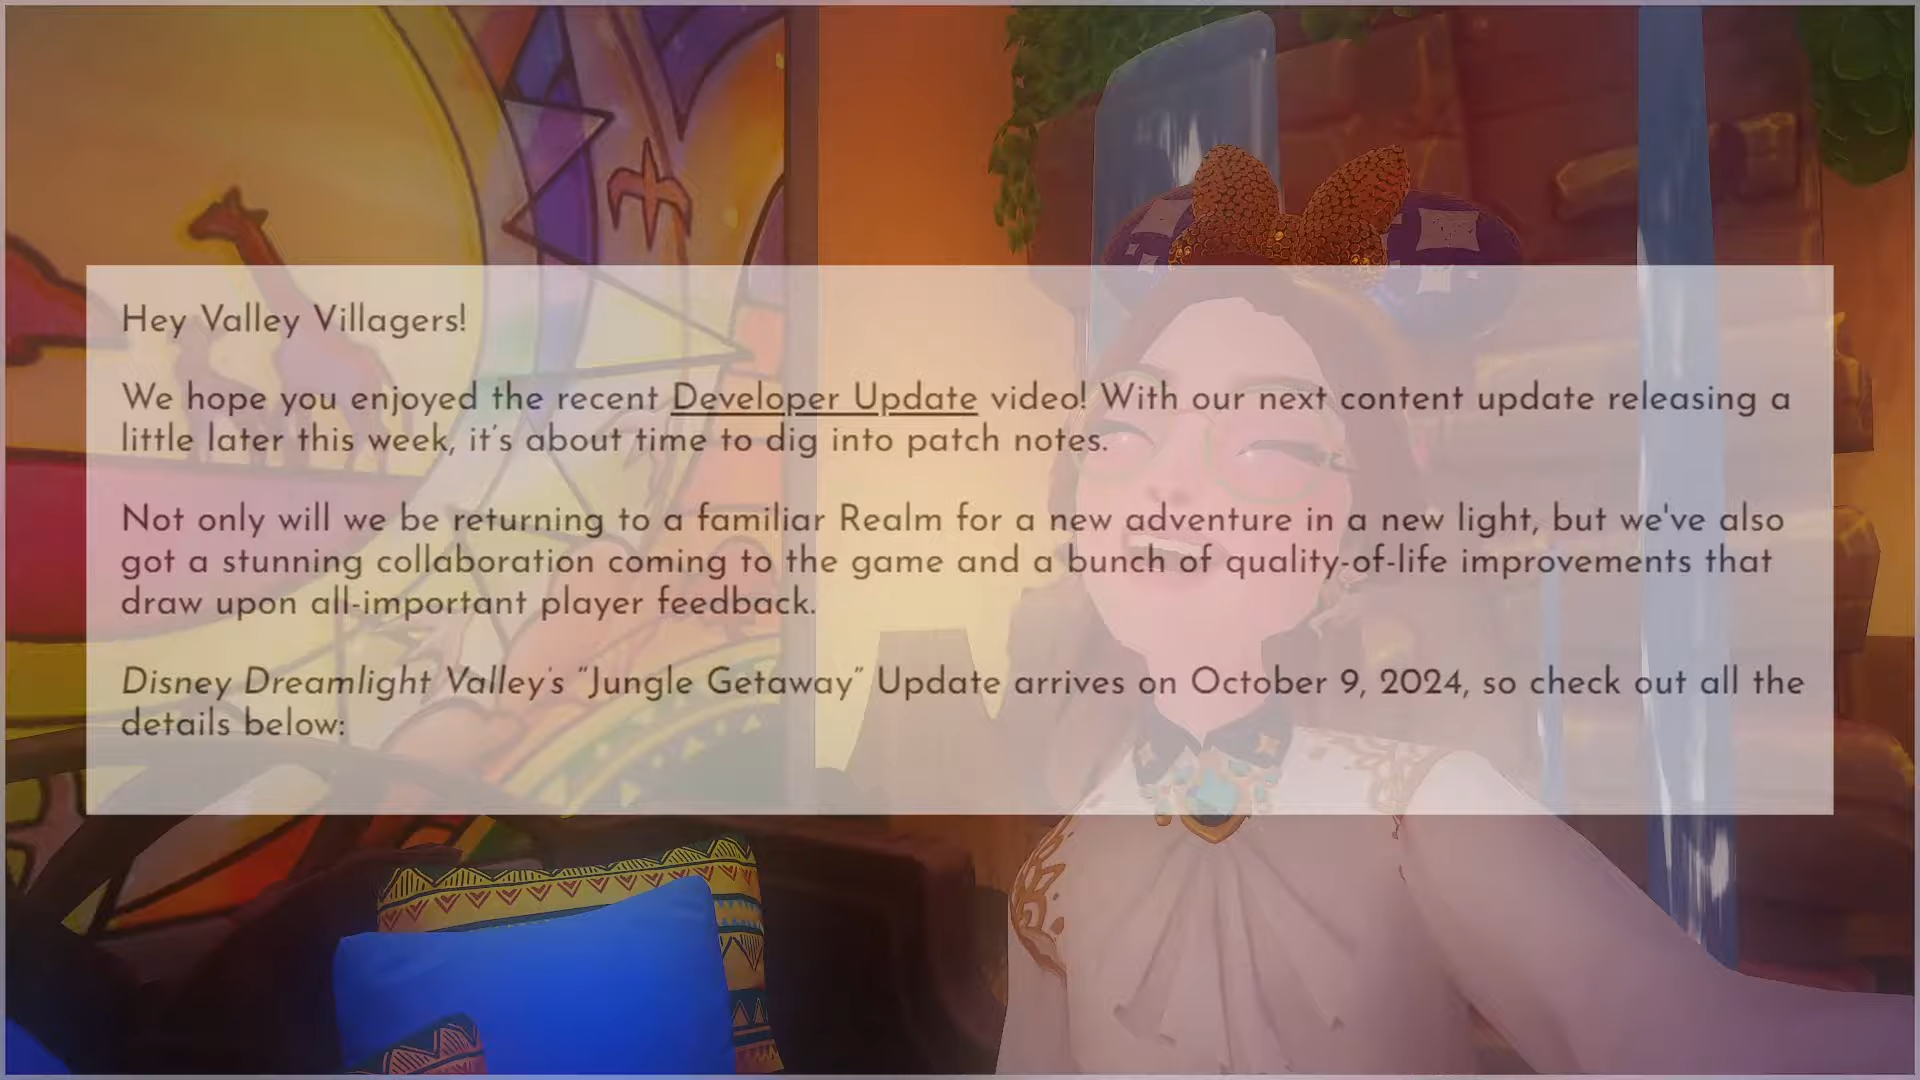 Hey Valley Villagers!
We hope you enjoyed the recent Developer Update video! With our next content update releasing a
little later this week, it's about time to dig into patch notes.
Not only will we be returning to a familiar Realm for a new adventure in a new light, but we've also
got a stunning collaboration coming to the game and a bunch of quality-of-life improvements that
draw upon all-important player feedback.
Disney Dreamlight Valley's "Jungle Getaway" Update arrives on October 9, 2024, so check out all the
details below: